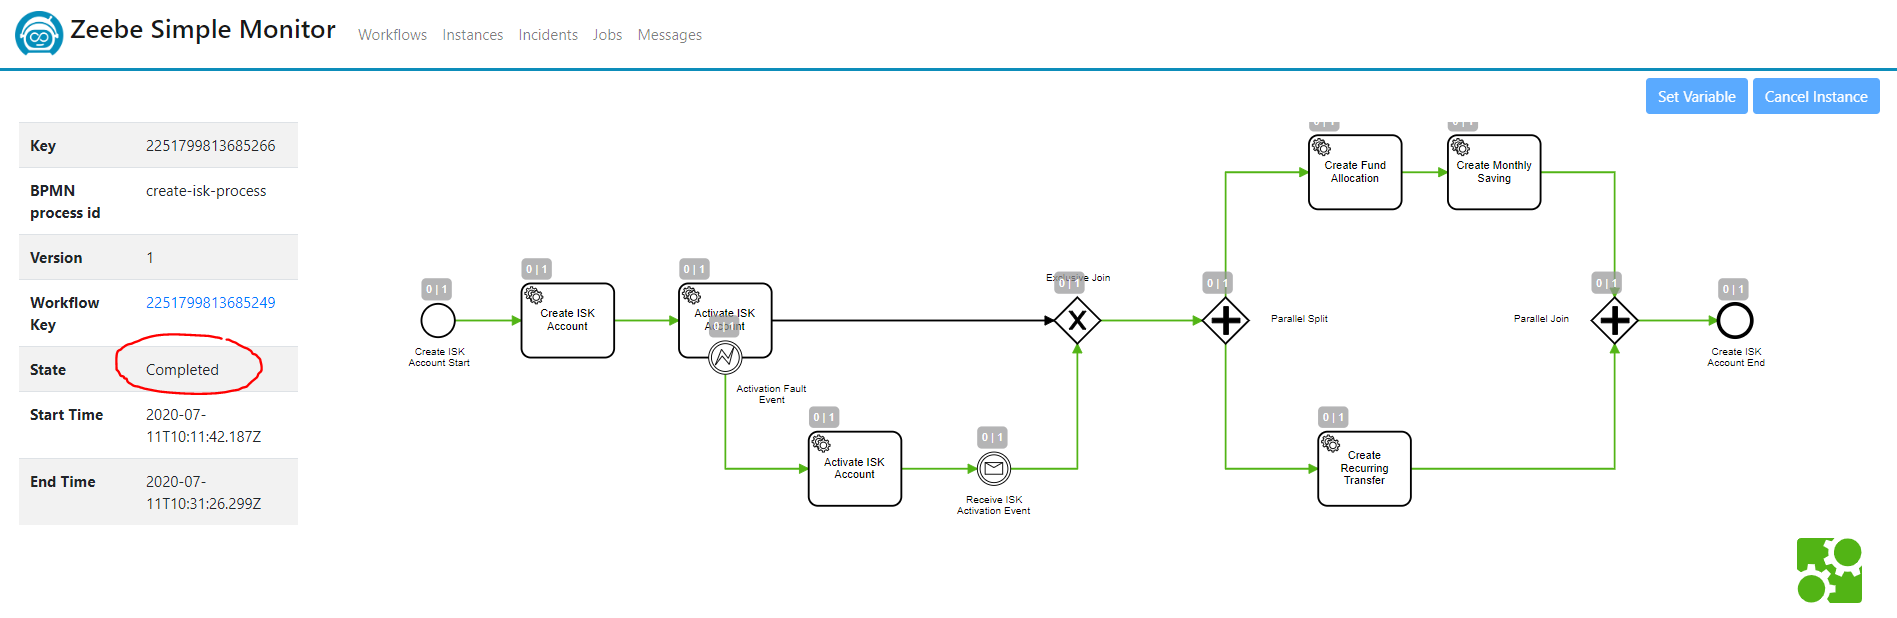 Zeebe Simple Monitor
Workflows Instances Incidents Jobs Messages
Set Variable Cancel Instance
Key 2251799813685266
BPMN process id create-isk-process
Version 1
Workflow Key 2251799813685249
State Completed
Start Time 2020-07-
11T10:11:42.187Z
End Time 2020-07-
11T10:31:26.299Z
0 | 1
Create ISK
Account Start
0 | 1
Create ISK
Account
0 | 1
Activate ISK
Account
0 | 1
Activation Fault
Event
0 | 1
Activate ISK
Account
0 | 1
Receive ISK
Activation Event
Exclusive Join
0 | 1
0 | 1
Parallel Split
0 | 1
Create Fund
Allocation
0 | 1
Create Monthly
Saving
0 | 1
Create
Recurring
Transfer
Parallel Join
0 | 1
0 | 1
Create ISK
Account End